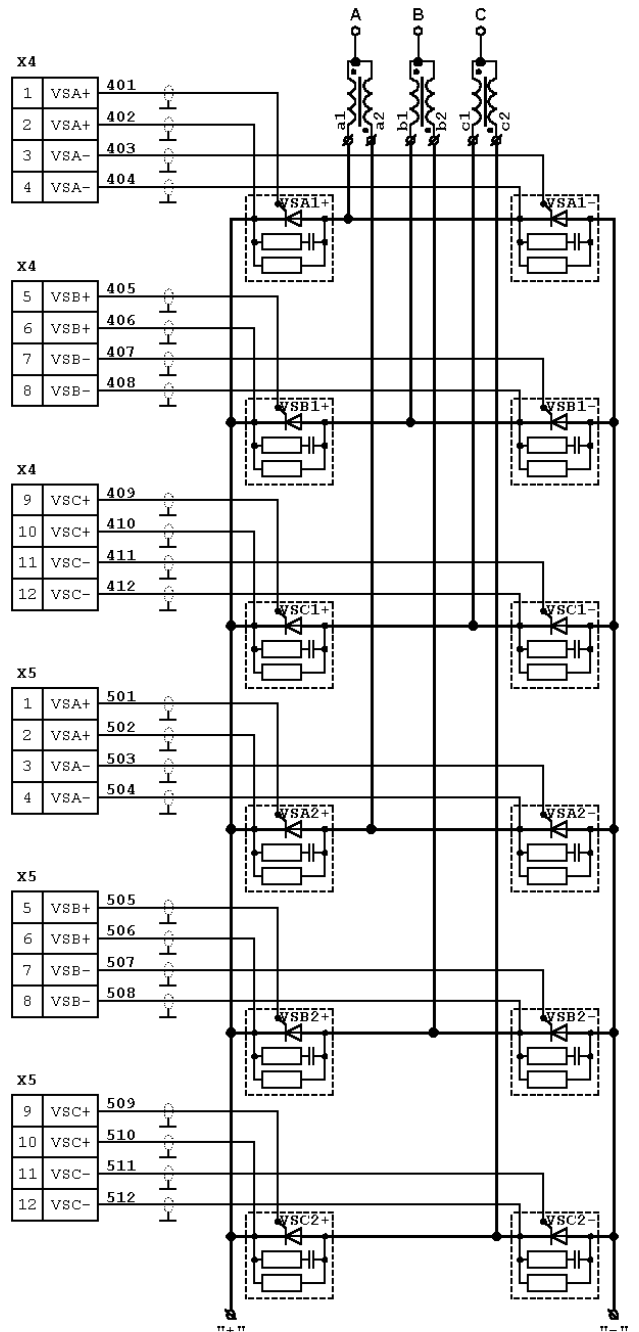 A B C
a1 a2 b1 b2 c1 c2
X4
1 VSA+ 401
2 VSA+ 402
3 VSA- 403
4 VSA- 404
VSA1+ VSA1-
X4
5 VSB+ 405
6 VSB+ 406
7 VSB- 407
8 VSB- 408
VSB1+ VSB1-
X4
9 VSC+ 409
10 VSC+ 410
11 VSC- 411
12 VSC- 412
VSC1+ VSC1-
X5
1 VSA+ 501
2 VSA+ 502
3 VSA- 503
4 VSA- 504
VSA2+ VSA2-
X5
5 VSB+ 505
6 VSB+ 506
7 VSB- 507
8 VSB- 508
VSB2+ VSB2-
X5
9 VSC+ 509
10 VSC+ 510
11 VSC- 511
12 VSC- 512
VSC2+ VSC2-
"+" "-"